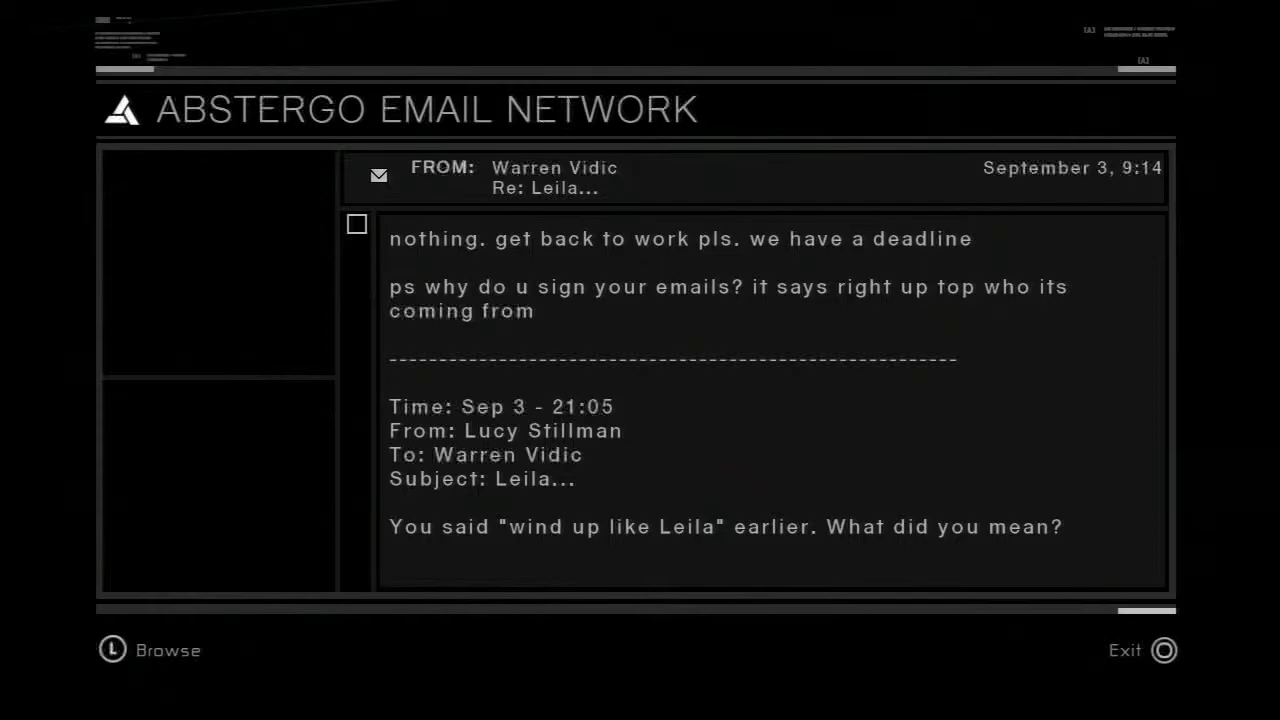 [A]
[A]
ABSTERGO EMAIL NETWORK
FROM: Warren Vidic
September 3, 9:14
Re: Leila...
nothing. get back to work pls. we have a deadline
ps why do u sign your emails? it says right up top who its
coming from
---------------------------------------------------------
Time: Sep 3 - 21:05
From: Lucy Stillman
To: Warren Vidic
Subject: Leila...
You said "wind up like Leila" earlier. What did you mean?
L Browse
Exit